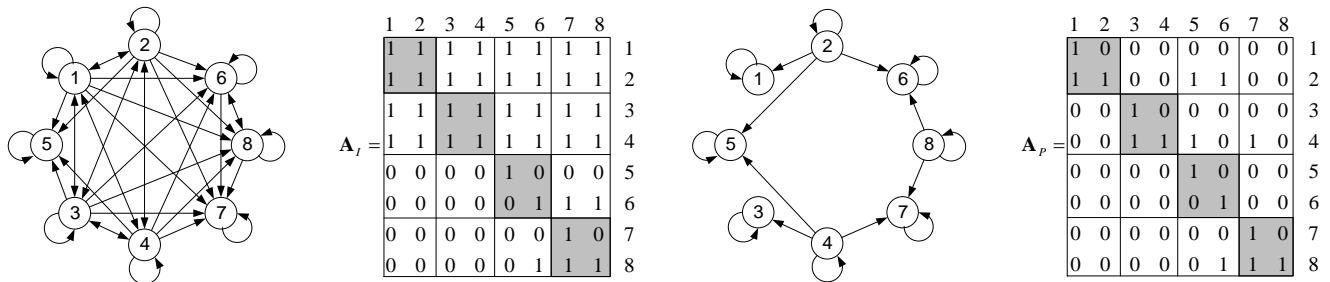 2
1
6
5
8
3
7
4
1 2 3 4 5 6 7 8
1 1 1 1 1 1 1 1 1
1 1 1 1 1 1 1 1 2
1 1 1 1 1 1 1 1 3
A_I =
1 1 1 1 1 1 1 1 4
0 0 0 0 1 0 0 0 5
0 0 0 0 0 1 1 1 6
0 0 0 0 0 0 1 0 7
0 0 0 0 0 1 1 1 8
2
1
6
5
8
3
7
4
1 2 3 4 5 6 7 8
1 0 0 0 0 0 0 0 1
1 1 0 0 1 1 0 0 2
0 0 1 0 0 0 0 0 3
A_P =
0 0 1 1 1 0 1 0 4
0 0 0 0 1 0 0 0 5
0 0 0 0 0 1 0 0 6
0 0 0 0 0 0 1 0 7
0 0 0 0 0 1 1 1 8